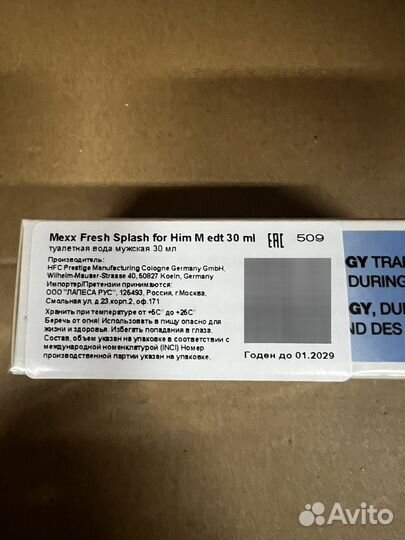 Mexx Fresh Splash for Him M edt 30 ml EAC 509
туалетная вода мужская 30 мл
Производитель:
HFC Prestige Manufacturing Cologne Germany GmbH,
Wilhelm-Mauser-Strasse 40, 50827 Koeln, Germany
Импортер/Претензии принимаются:
ООО "ЛАПЕСА РУС", 126493, Россия, г.Москва,
Смольная ул, д.23,корп.2, оф.171
Хранить при температуре от +5С° до +25С°
Беречь от огня! Использовать в пищу опасно для
жизни и здоровья. Избегать попадания в глаза.
Состав, объем указан на упаковке в соответствии с
международной номенклатурой (INCI) Номер
производственной партии указан на упаковке.
Годен до 01.2029
GY TRA
DURING
GY, DU
ND DES
Avito